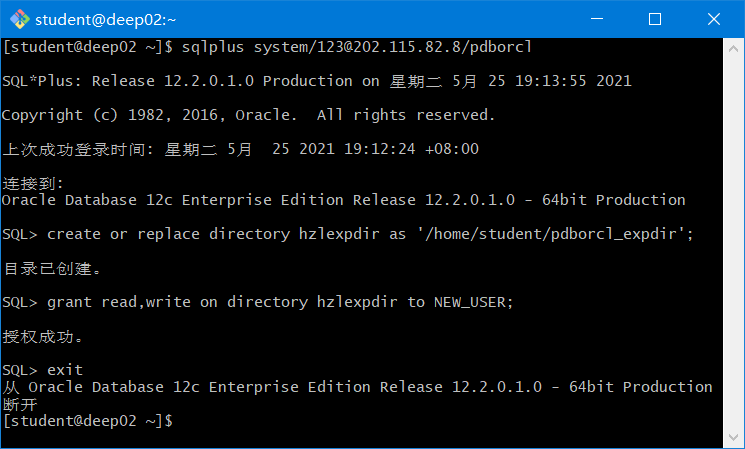 student@deep02:~
[student@deep02 ~]$ sqlplus system/123@202.115.82.8/pdborcl
SQL*Plus: Release 12.2.0.1.0 Production on 星期二 5月 25 19:13:55 2021
Copyright (c) 1982, 2016, Oracle.  All rights reserved.
上次成功登录时间: 星期二 5月  25 2021 19:12:24 +08:00
连接到:
Oracle Database 12c Enterprise Edition Release 12.2.0.1.0 - 64bit Production
SQL> create or replace directory hzlexpdir as '/home/student/pdborcl_expdir';
目录已创建。
SQL> grant read,write on directory hzlexpdir to NEW_USER;
授权成功。
SQL> exit
从 Oracle Database 12c Enterprise Edition Release 12.2.0.1.0 - 64bit Production
断开
[student@deep02 ~]$